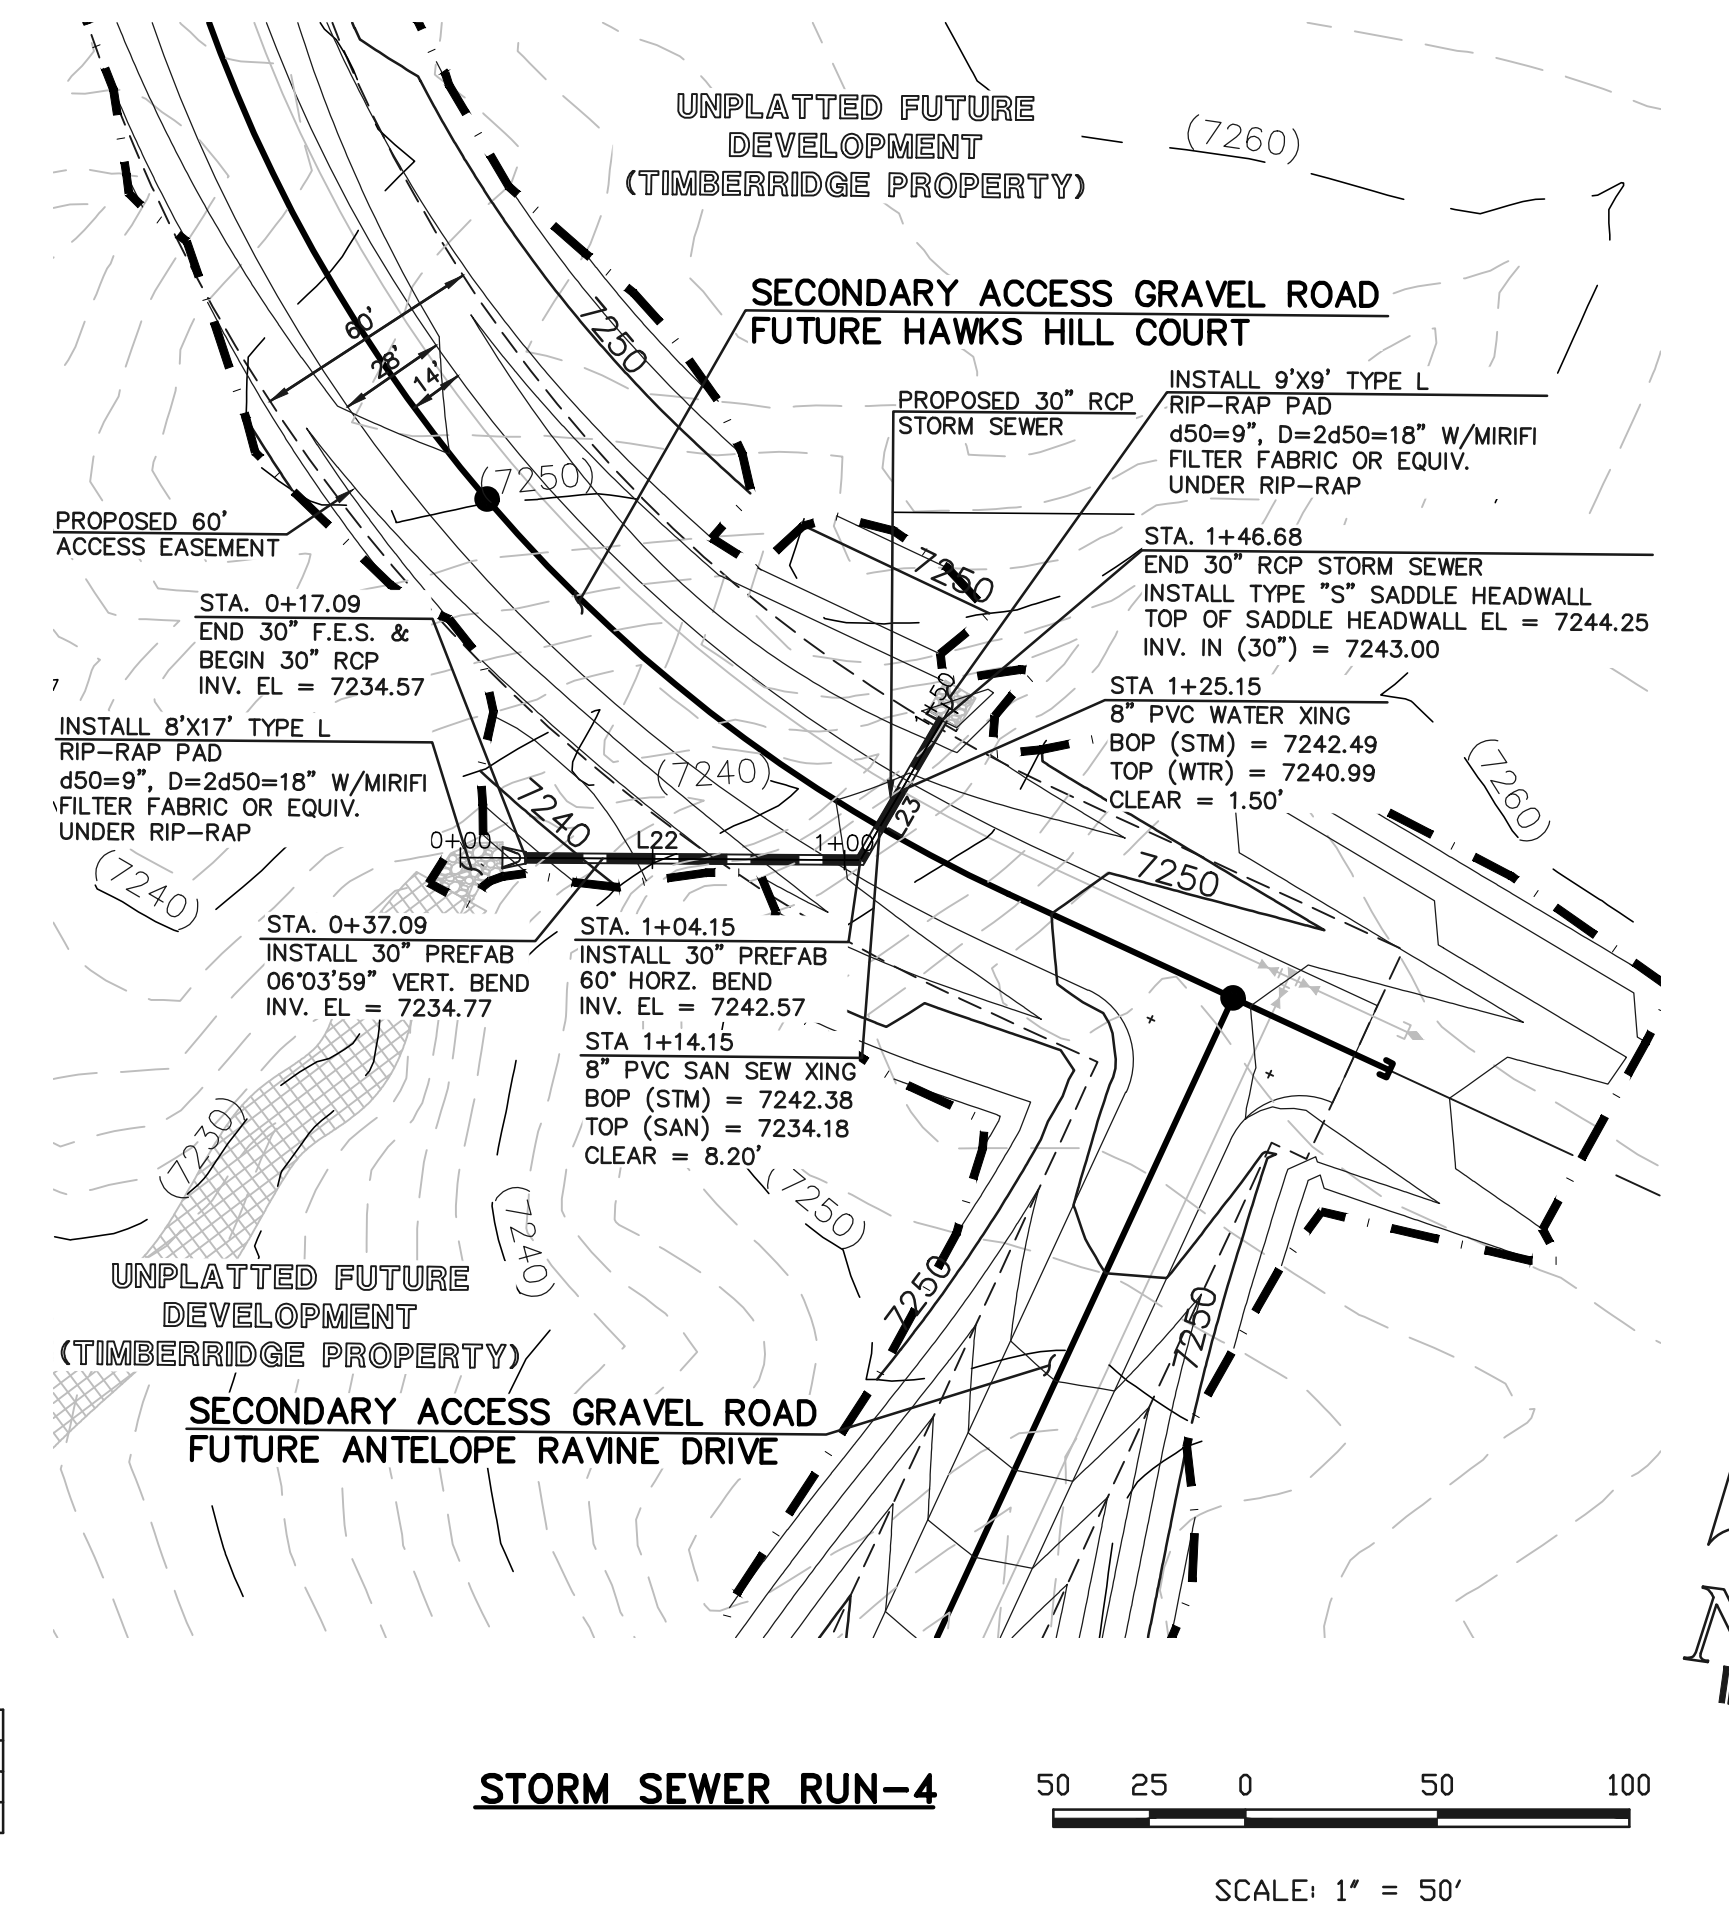 UNPLATTED FUTURE
DEVELOPMENT
(TIMBERRIDGE PROPERTY)
(7260)
SECONDARY ACCESS GRAVEL ROAD
FUTURE HAWKS HILL COURT
60'
28'
14'
7250
(7250)
PROPOSED 60'
ACCESS EASEMENT
PROPOSED 30" RCP
STORM SEWER
INSTALL 9'X9' TYPE L
RIP-RAP PAD
d50=9", D=2d50=18" W/MIRIFI
FILTER FABRIC OR EQUIV.
UNDER RIP-RAP
7250
STA. 1+46.68
END 30" RCP STORM SEWER
INSTALL TYPE "S" SADDLE HEADWALL
TOP OF SADDLE HEADWALL EL = 7244.25
INV. IN (30") = 7243.00
STA. 0+17.09
END 30" F.E.S. &
BEGIN 30" RCP
INV. EL = 7234.57
1+50
STA 1+25.15
8" PVC WATER XING
BOP (STM) = 7242.49
TOP (WTR) = 7240.99
CLEAR = 1.50'
INSTALL 8'X17' TYPE L
RIP-RAP PAD
d50=9", D=2d50=18" W/MIRIFI
FILTER FABRIC OR EQUIV.
UNDER RIP-RAP
(7240)
7240
(7260)
0+00
L22
1+00
L23
(7240)
7250
STA. 0+37.09
INSTALL 30" PREFAB
06°03'59" VERT. BEND
INV. EL = 7234.77
STA. 1+04.15
INSTALL 30" PREFAB
60° HORZ. BEND
INV. EL = 7242.57
STA 1+14.15
8" PVC SAN SEW XING
BOP (STM) = 7242.38
TOP (SAN) = 7234.18
CLEAR = 8.20'
(7230)
(7240)
(7250)
7250
7250
UNPLATTED FUTURE
DEVELOPMENT
(TIMBERRIDGE PROPERTY)
SECONDARY ACCESS GRAVEL ROAD
FUTURE ANTELOPE RAVINE DRIVE
STORM SEWER RUN-4
50 25 0 50 100
SCALE: 1" = 50'